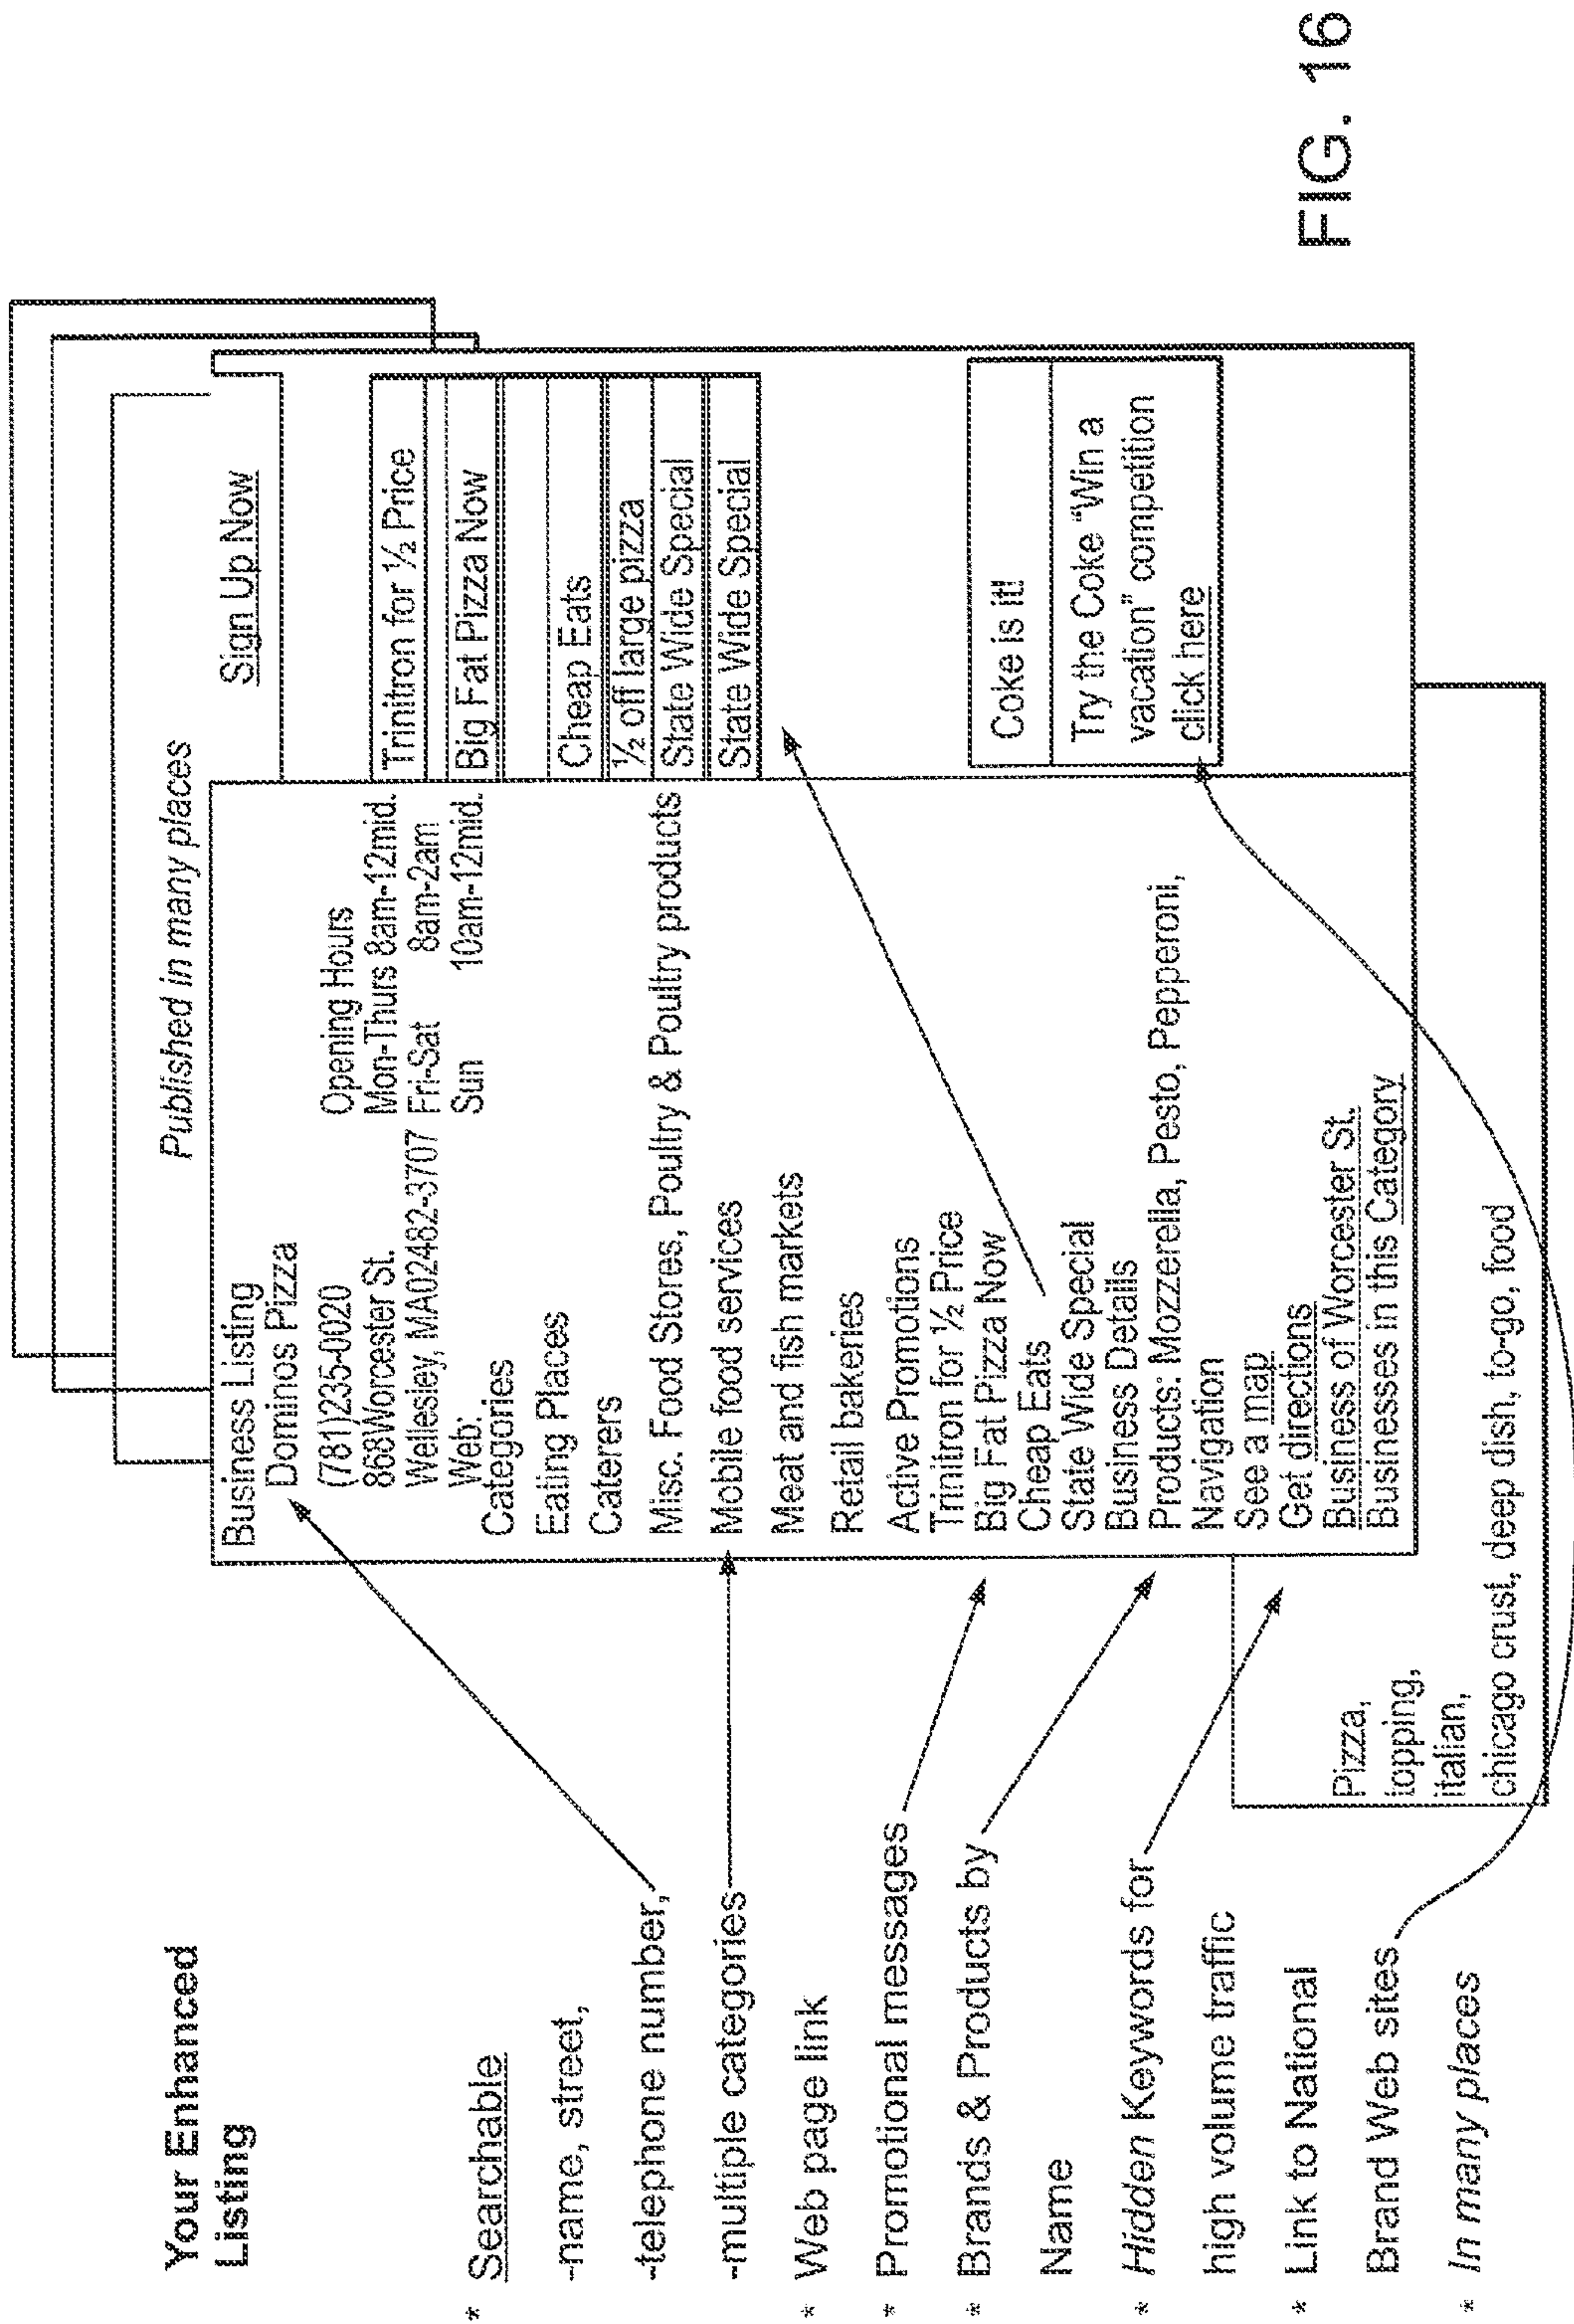 Your Enhanced
Listing
* Searchable
-name, street,
-telephone number,
-multiple categories
* Web page link
* Promotional messages
* Brands & Products by
Name
* Hidden Keywords for
high volume traffic
* Link to National
Brand Web sites
* In many places
Published in many places
Business Listing
Dominos Pizza
(781)235-0020
868Worcester St.
Wellesley, MA02482-3707
Web:
Opening Hours
Mon-Thurs 8am-12mid.
Fri-Sat 8am-2am
Sun 10am-12mid.
Categories
Eating Places
Caterers
Misc. Food Stores, Poultry & Poultry products
Mobile food services
Meat and fish markets
Retail bakeries
Active Promotions
Trinitron for ½ Price
Big Fat Pizza Now
Cheap Eats
State Wide Special
Business Details
Products: Mozzerella, Pesto, Pepperoni,
Navigation
See a map
Get directions
Business of Worcester St.
Businesses in this Category
Sign Up Now
Trinitron for ½ Price
Big Fat Pizza Now
Cheap Eats
½ off large pizza
State Wide Special
State Wide Special
Coke is it!
Try the Coke "Win a
vacation" competition
click here
Pizza,
topping,
italian,
chicago crust, deep dish, to-go, food
FIG. 16